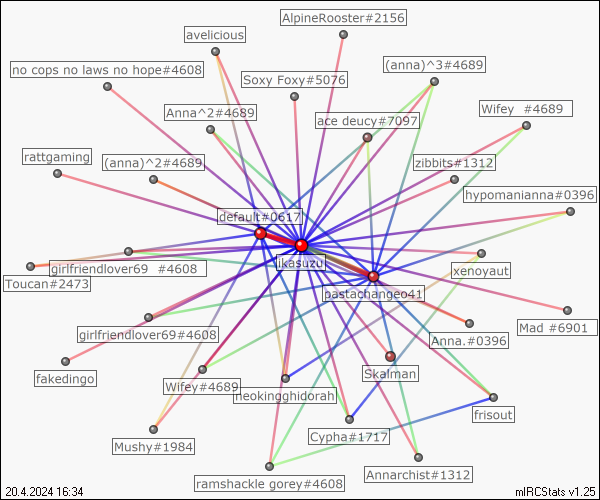 AlpineRooster#2156
avelicious
(anna)^3#4689
no cops no laws no hope#4608
Soxy Foxy#5076
Anna^2#4689
ace deucy#7097
Wifey #4689
rattgaming
(anna)^2#4689
zibbits#1312
hypomanianna#0396
default#0617
ikasuzu
girlfriendlover69 #4608
xenoyaut
Toucan#2473
pastachangeo41
girlfriendlover69#4608
Anna.#0396
Mad #6901
fakedingo
Wifey#4689
Skalman
neokingghidorah
frisout
Mushy#1984
Cypha#1717
ramshackle gorey#4608
Annarchist#1312
20.4.2024 16:34
mIRCStats v1.25